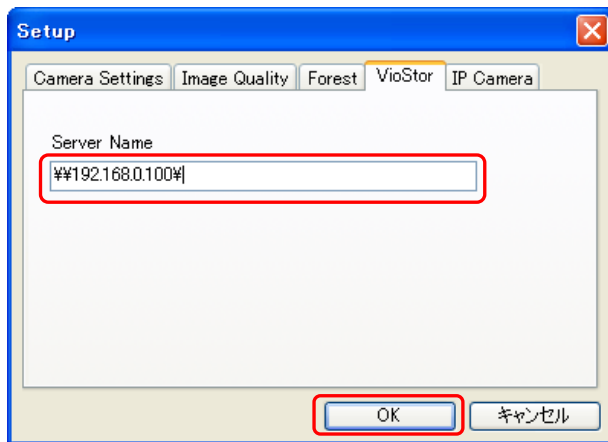 Setup
Camera Settings Image Quality Forest VioStor IP Camera
Server Name
¥¥192.168.0.100¥
OK キャンセル